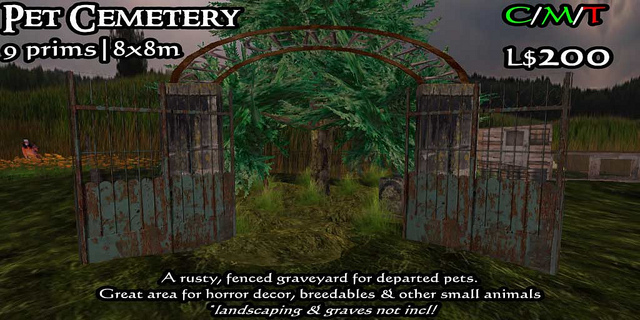 Pet Cemetery
C/M/T
9 prims | 8x8m
L$200
A rusty, fenced graveyard for departed pets.
Great area for horror decor, breedables & other small animals
*landscaping & graves not incl!